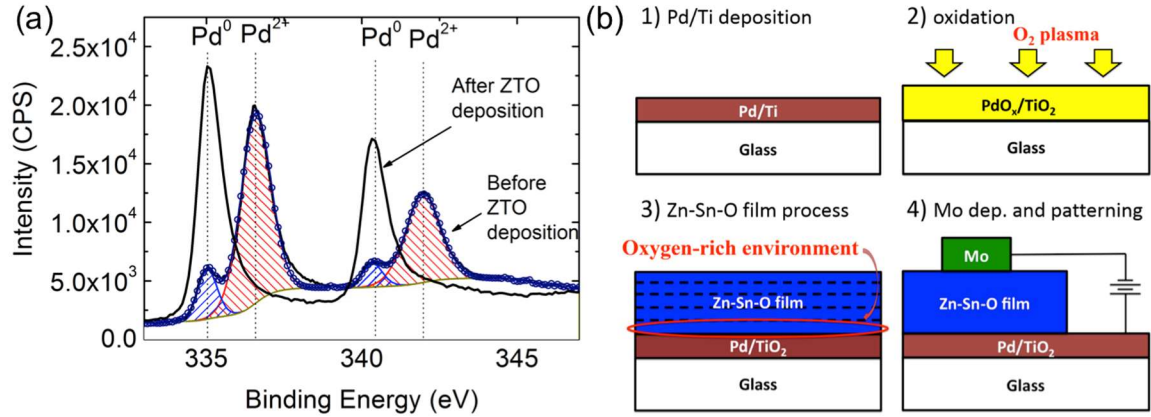 (a)
Pd⁰ Pd²⁺ Pd⁰ Pd²⁺
2.5x10⁴
2.0x10⁴
1.5x10⁴
1.0x10⁴
5.0x10³
0.0
Intensity (CPS)
After ZTO
deposition
Before
ZTO
deposition
335 340 345
Binding Energy (eV)
(b)
1) Pd/Ti deposition
Pd/Ti
Glass
2) oxidation
O₂ plasma
PdOₓ/TiO₂
Glass
3) Zn-Sn-O film process
Oxygen-rich environment
Zn-Sn-O film
Pd/TiO₂
Glass
4) Mo dep. and patterning
Mo
Zn-Sn-O film
Pd/TiO₂
Glass